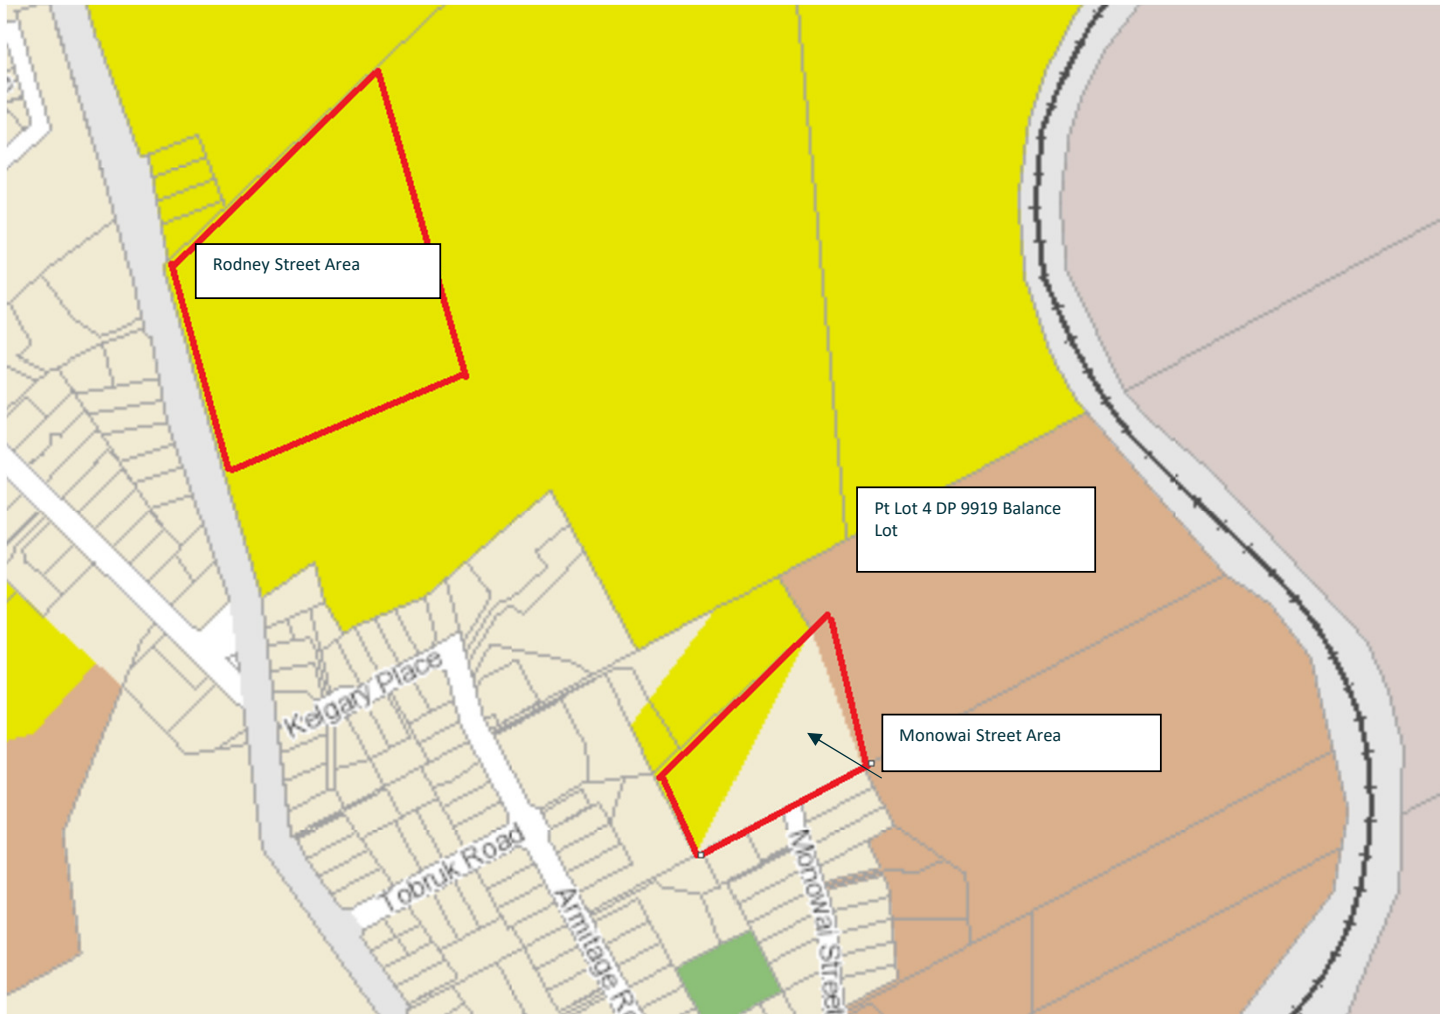 Rodney Street Area
Pt Lot 4 DP 9919 Balance
Lot
Kelgary Place
Monowai Street Area
Tobruk Road
Armitage R
Monowai Street